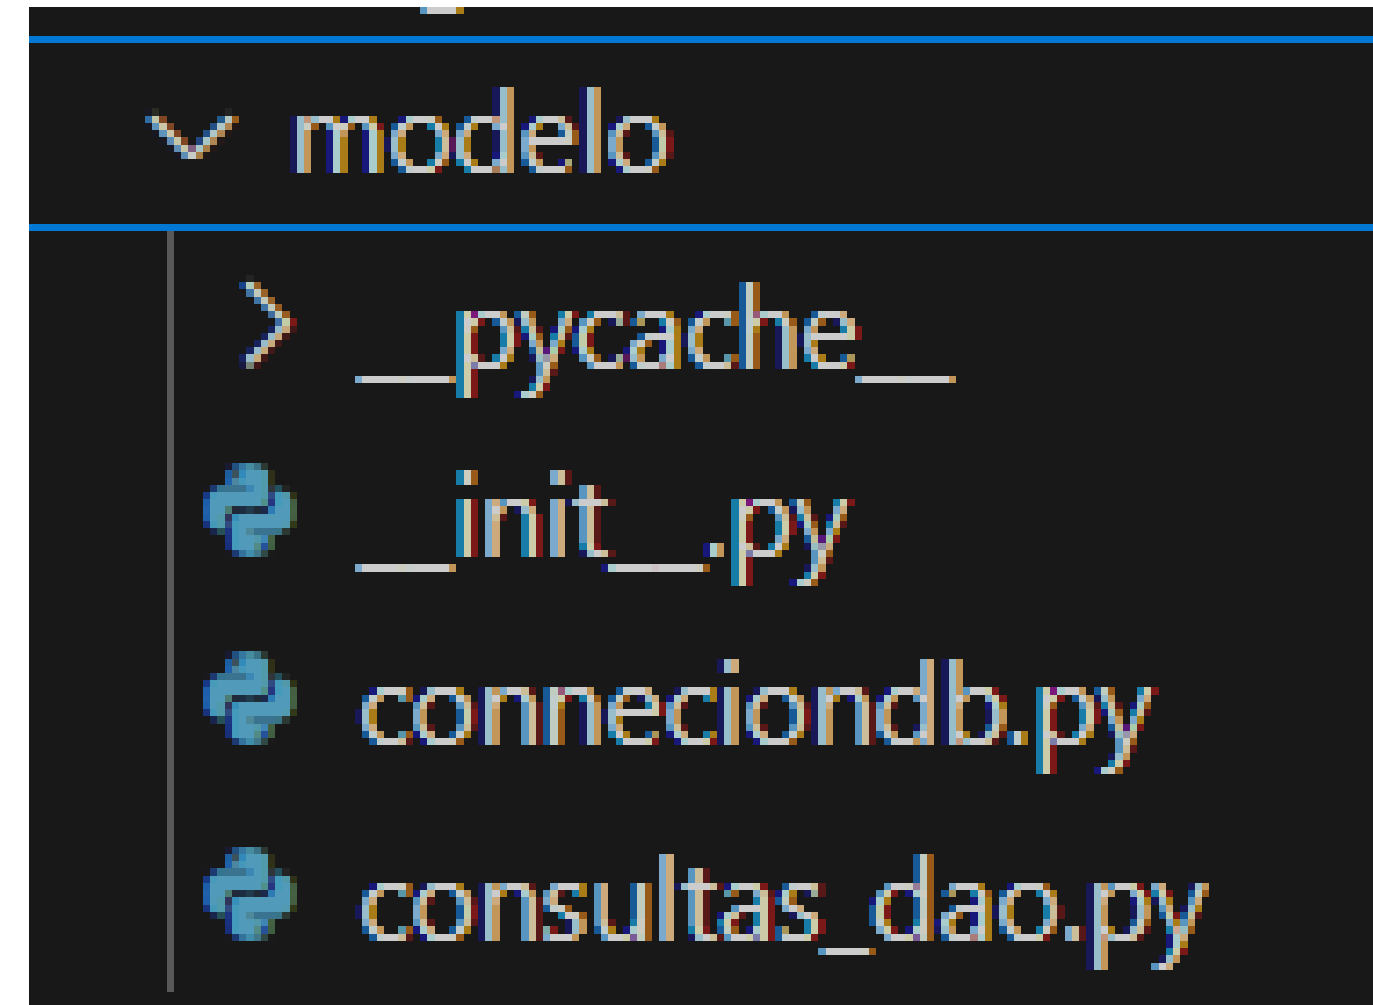 modelo
__pycache__
__init__.py
conneciondb.py
consultas_dao.py